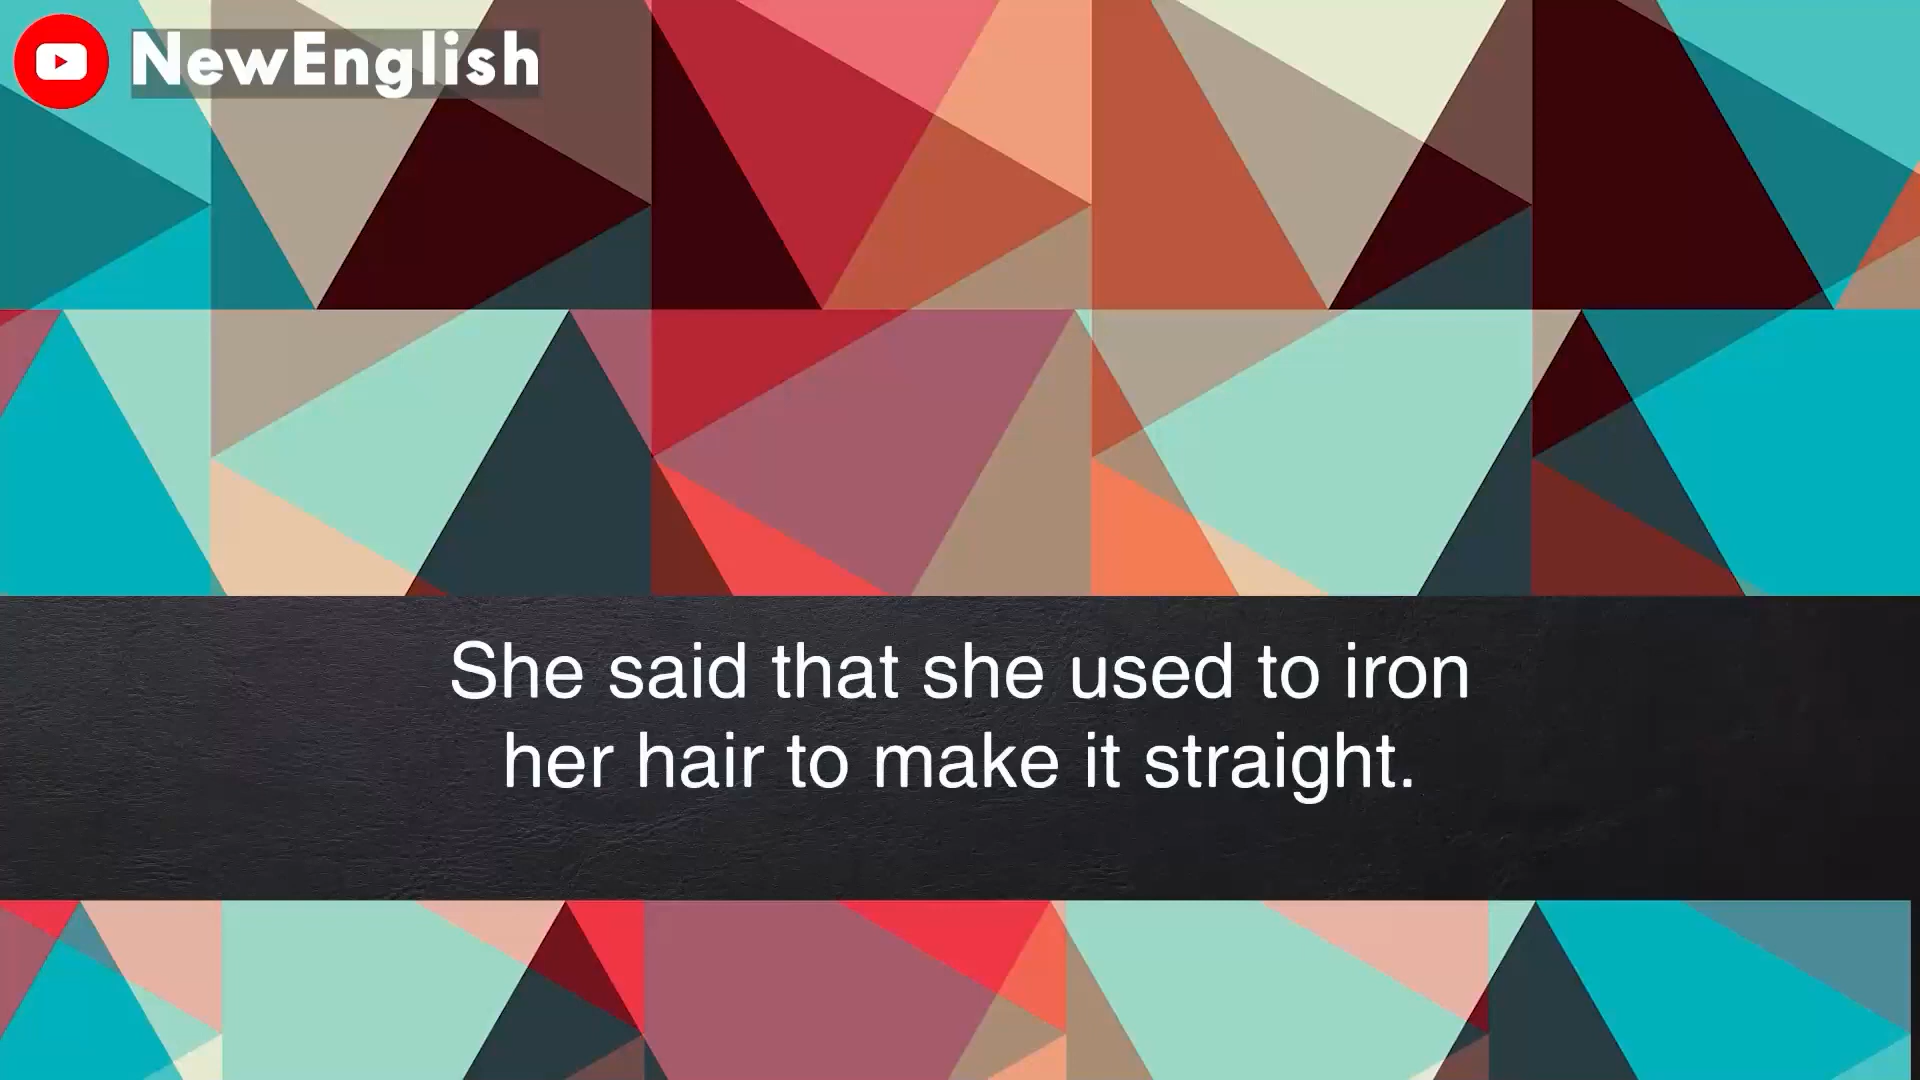 NewEnglish
She said that she used to iron
her hair to make it straight.